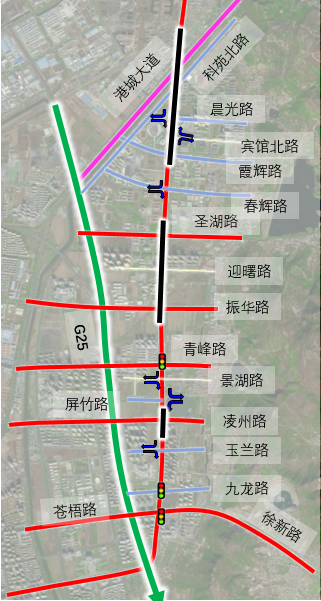 港城大道
科苑北路
晨光路
宾馆北路
霞辉路
春辉路
圣湖路
迎曙路
振华路
G25
青峰路
景湖路
屏竹路
凌州路
玉兰路
九龙路
苍梧路
徐新路